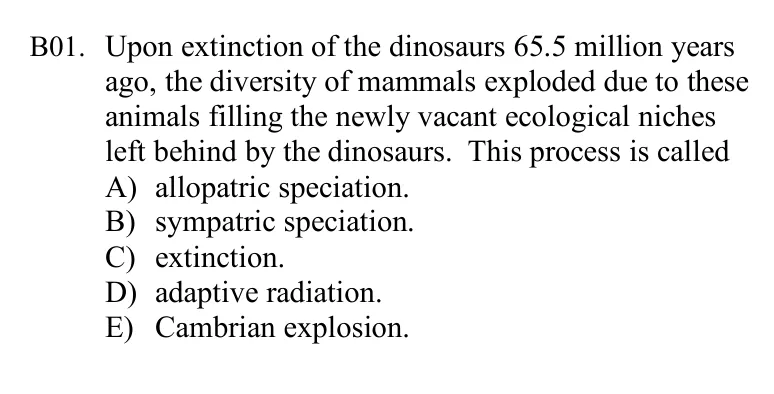 B01. Upon extinction of the dinosaurs 65.5 million years
ago, the diversity of mammals exploded due to these
animals filling the newly vacant ecological niches
left behind by the dinosaurs. This process is called
A) allopatric speciation.
B) sympatric speciation.
C) extinction.
D) adaptive radiation.
E) Cambrian explosion.